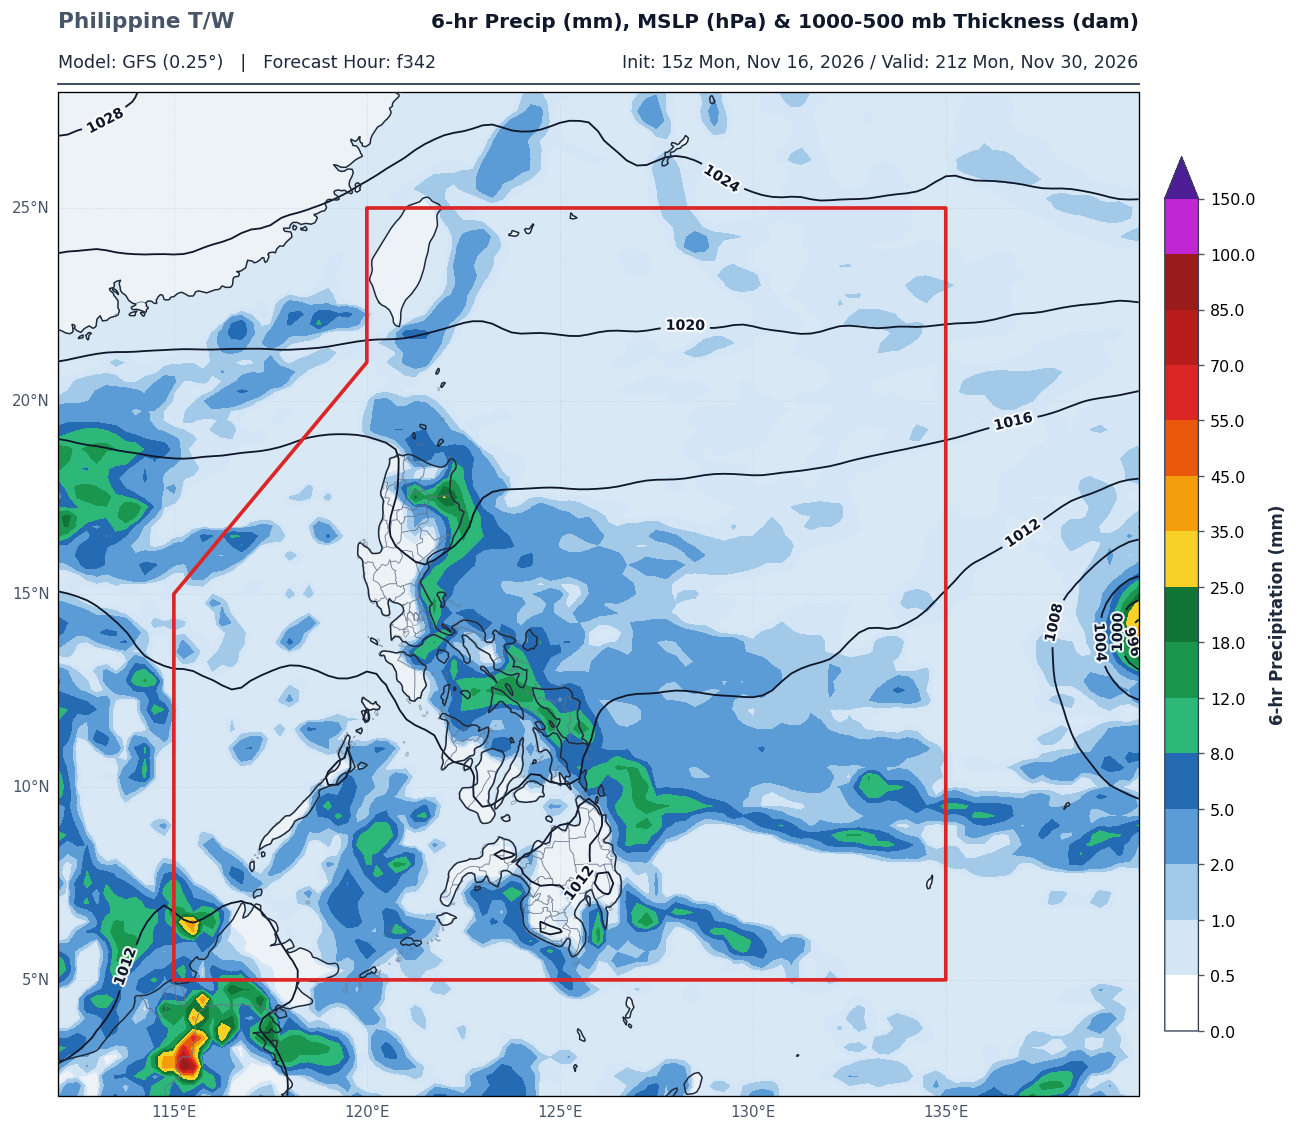 Philippine T/W
6-hr Precip (mm), MSLP (hPa) & 1000-500 mb Thickness (dam)
Model: GFS (0.25°) | Forecast Hour: f342
Init: 15z Mon, Nov 16, 2026 / Valid: 21z Mon, Nov 30, 2026
1028
1024
1020
1016
1012
1008
1004
1000
996
1012
1012
25°N
20°N
15°N
10°N
5°N
115°E
120°E
125°E
130°E
135°E
150.0
100.0
85.0
70.0
55.0
45.0
35.0
25.0
18.0
12.0
8.0
5.0
2.0
1.0
0.5
0.0
6-hr Precipitation (mm)